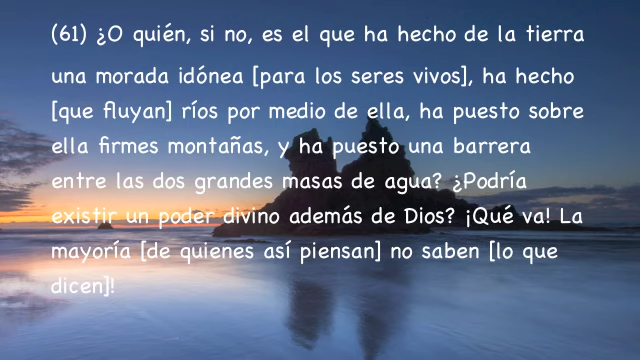 (61) ¿O quién, si no, es el que ha hecho de la tierra
una morada idónea [para los seres vivos], ha hecho
[que fluyan] ríos por medio de ella, ha puesto sobre
ella firmes montañas, y ha puesto una barrera
entre las dos grandes masas de agua? ¿Podría
existir un poder divino además de Dios? ¡Qué va! La
mayoría [de quienes así piensan] no saben [lo que
dicen]!